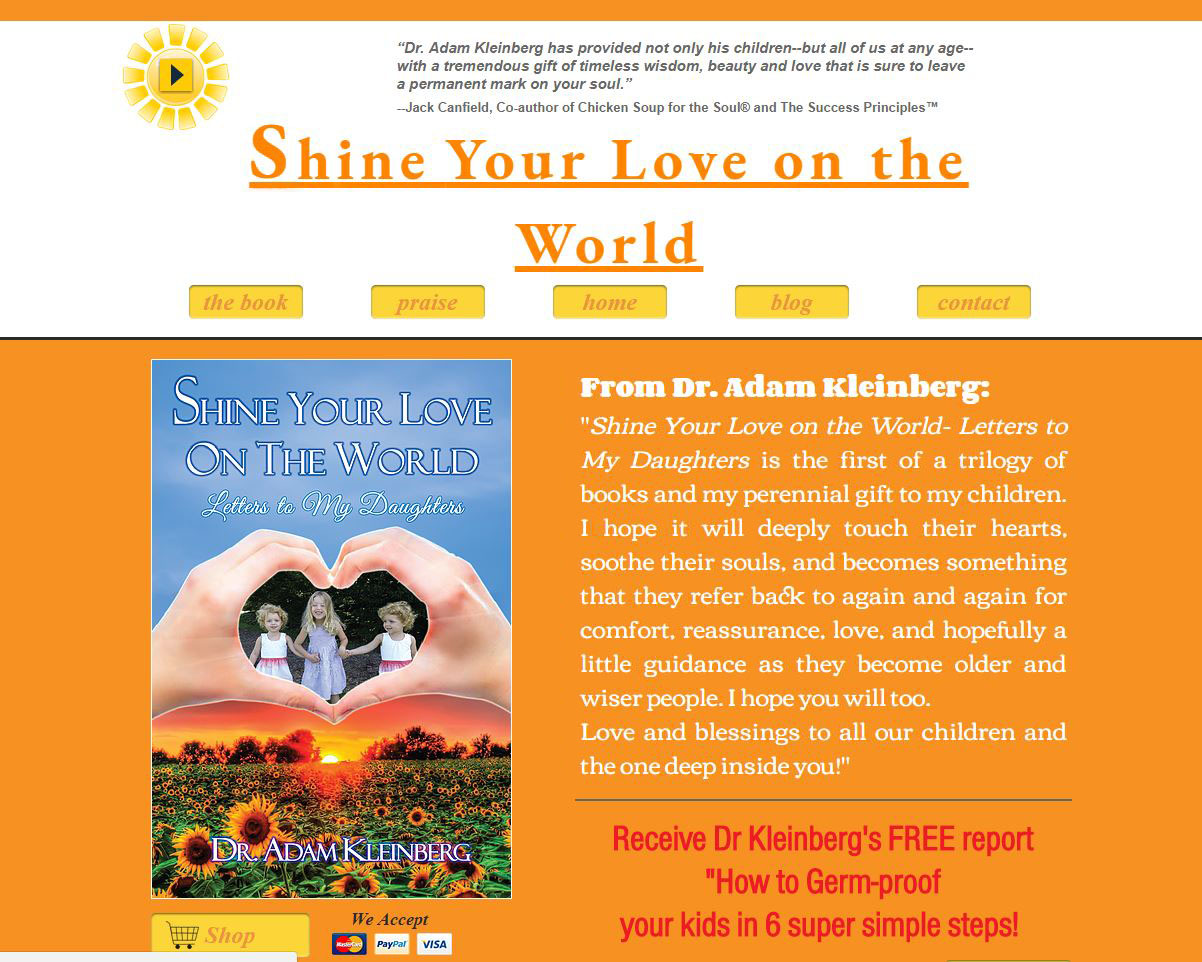 “Dr. Adam Kleinberg has provided not only his children--but all of us at any age--
with a tremendous gift of timeless wisdom, beauty and love that is sure to leave
a permanent mark on your soul.”
--Jack Canfield, Co-author of Chicken Soup for the Soul® and The Success Principles™
Shine Your Love on the
World
the book
praise
home
blog
contact
SHINE YOUR LOVE
ON THE WORLD
Letters to My Daughters
DR. ADAM KLEINBERG
Shop
We Accept
MasterCard
PayPal
VISA
From Dr. Adam Kleinberg:
"Shine Your Love on the World- Letters to
My Daughters is the first of a trilogy of
books and my perennial gift to my children.
I hope it will deeply touch their hearts,
soothe their souls, and becomes something
that they refer back to again and again for
comfort, reassurance, love, and hopefully a
little guidance as they become older and
wiser people. I hope you will too.
Love and blessings to all our children and
the one deep inside you!"
Receive Dr Kleinberg's FREE report
"How to Germ-proof
your kids in 6 super simple steps!